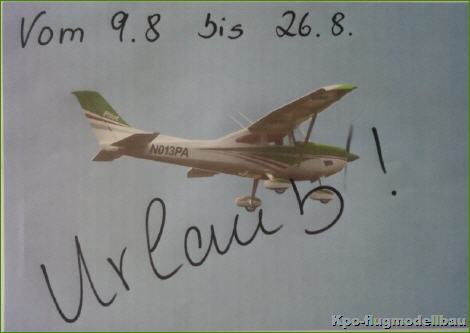 Vom 9.8 bis 26.8.
N013PA
Urlaub!
Kpo-flugmodellbau